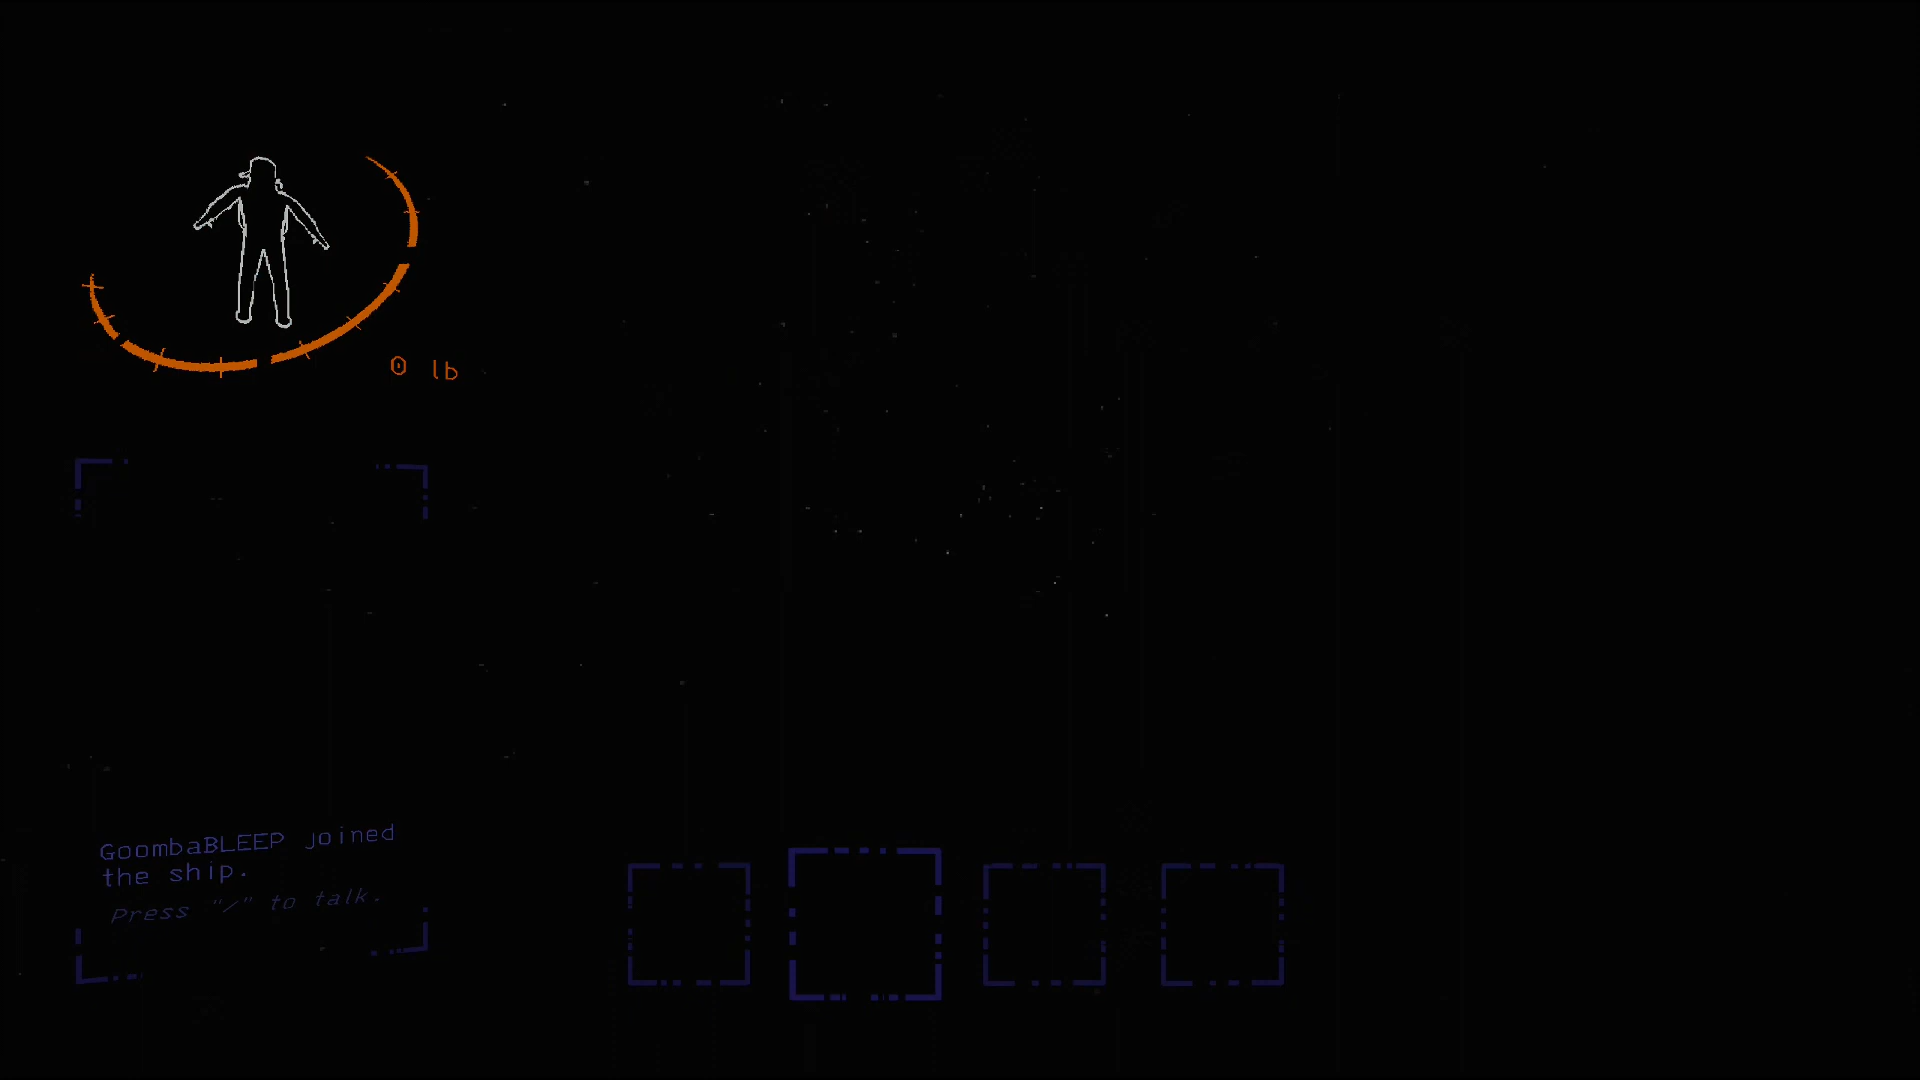 0 lb
GoombaBLEEP joined
the ship.
Press "/" to talk.